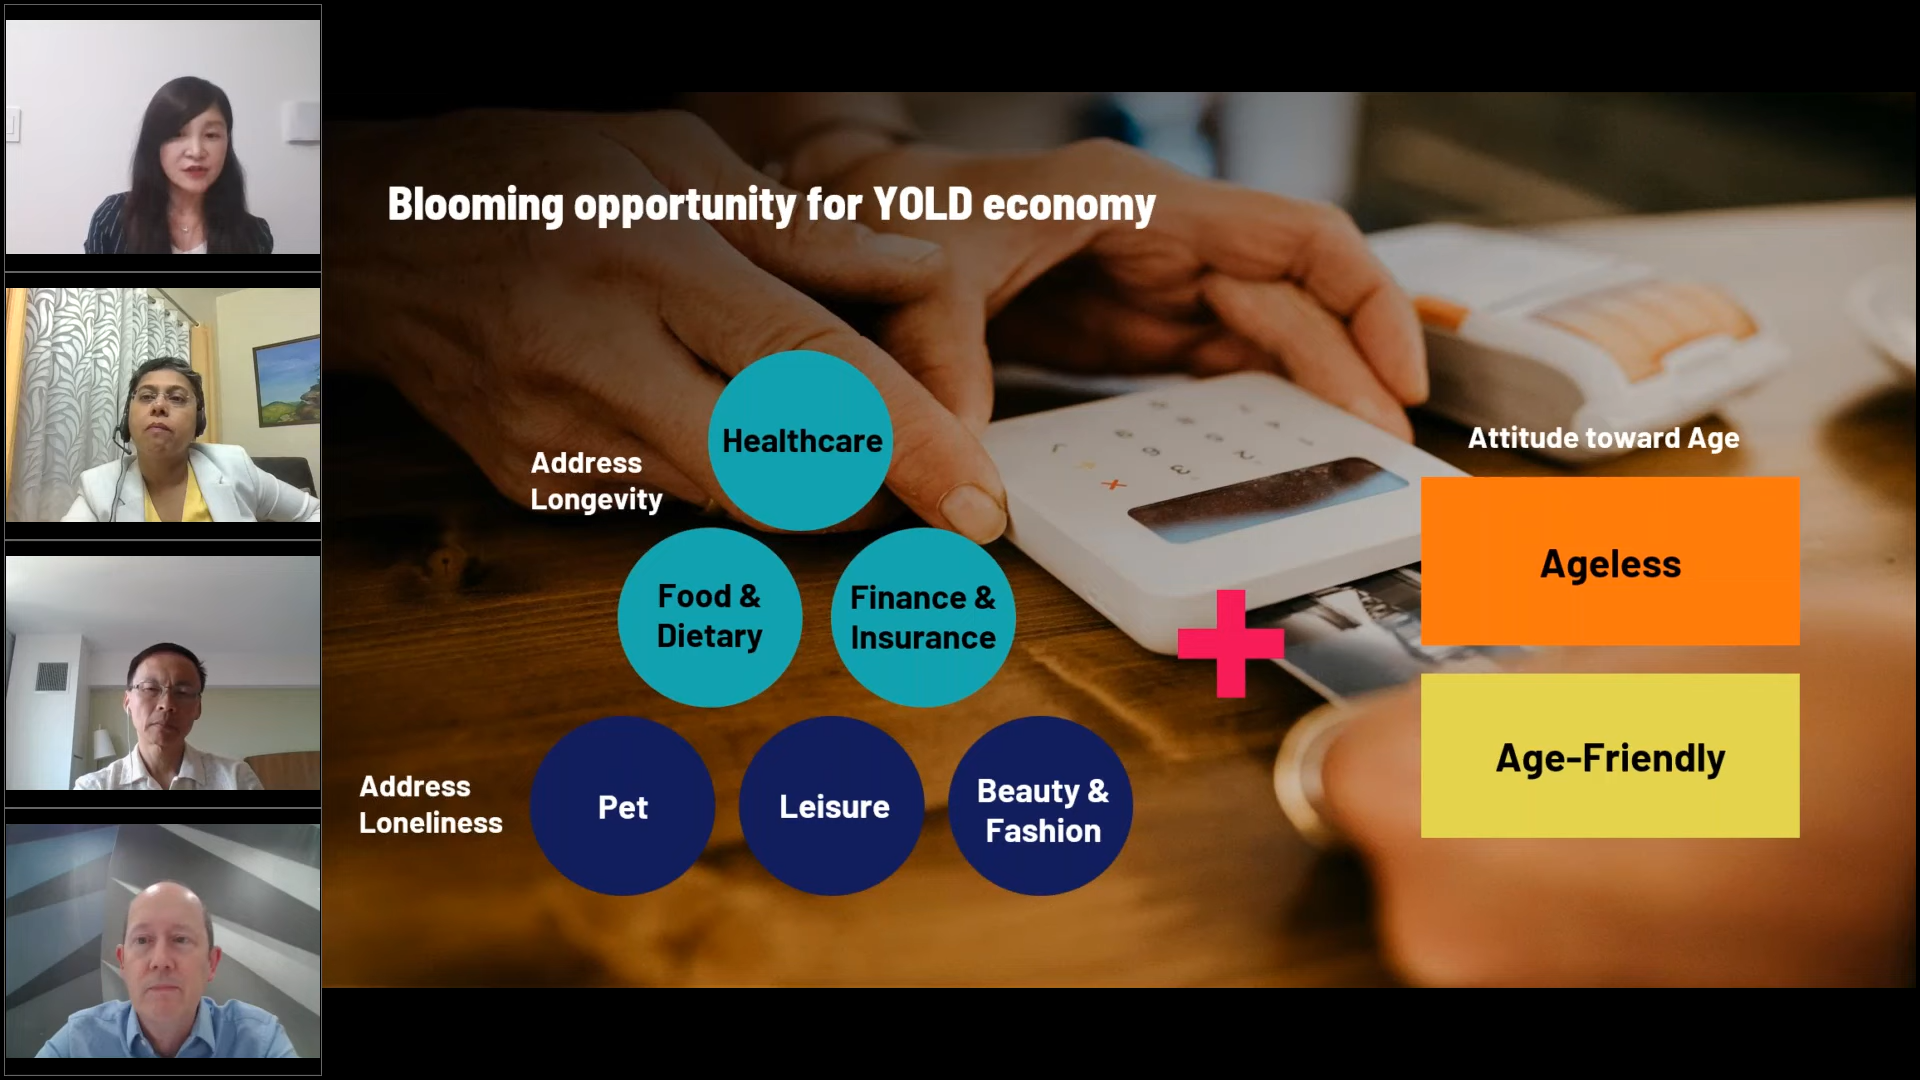 Blooming opportunity for YOLD economy
Address
Longevity
Healthcare
Food &
Dietary
Finance &
Insurance
Address
Loneliness
Pet
Leisure
Beauty &
Fashion
Attitude toward Age
Ageless
Age-Friendly